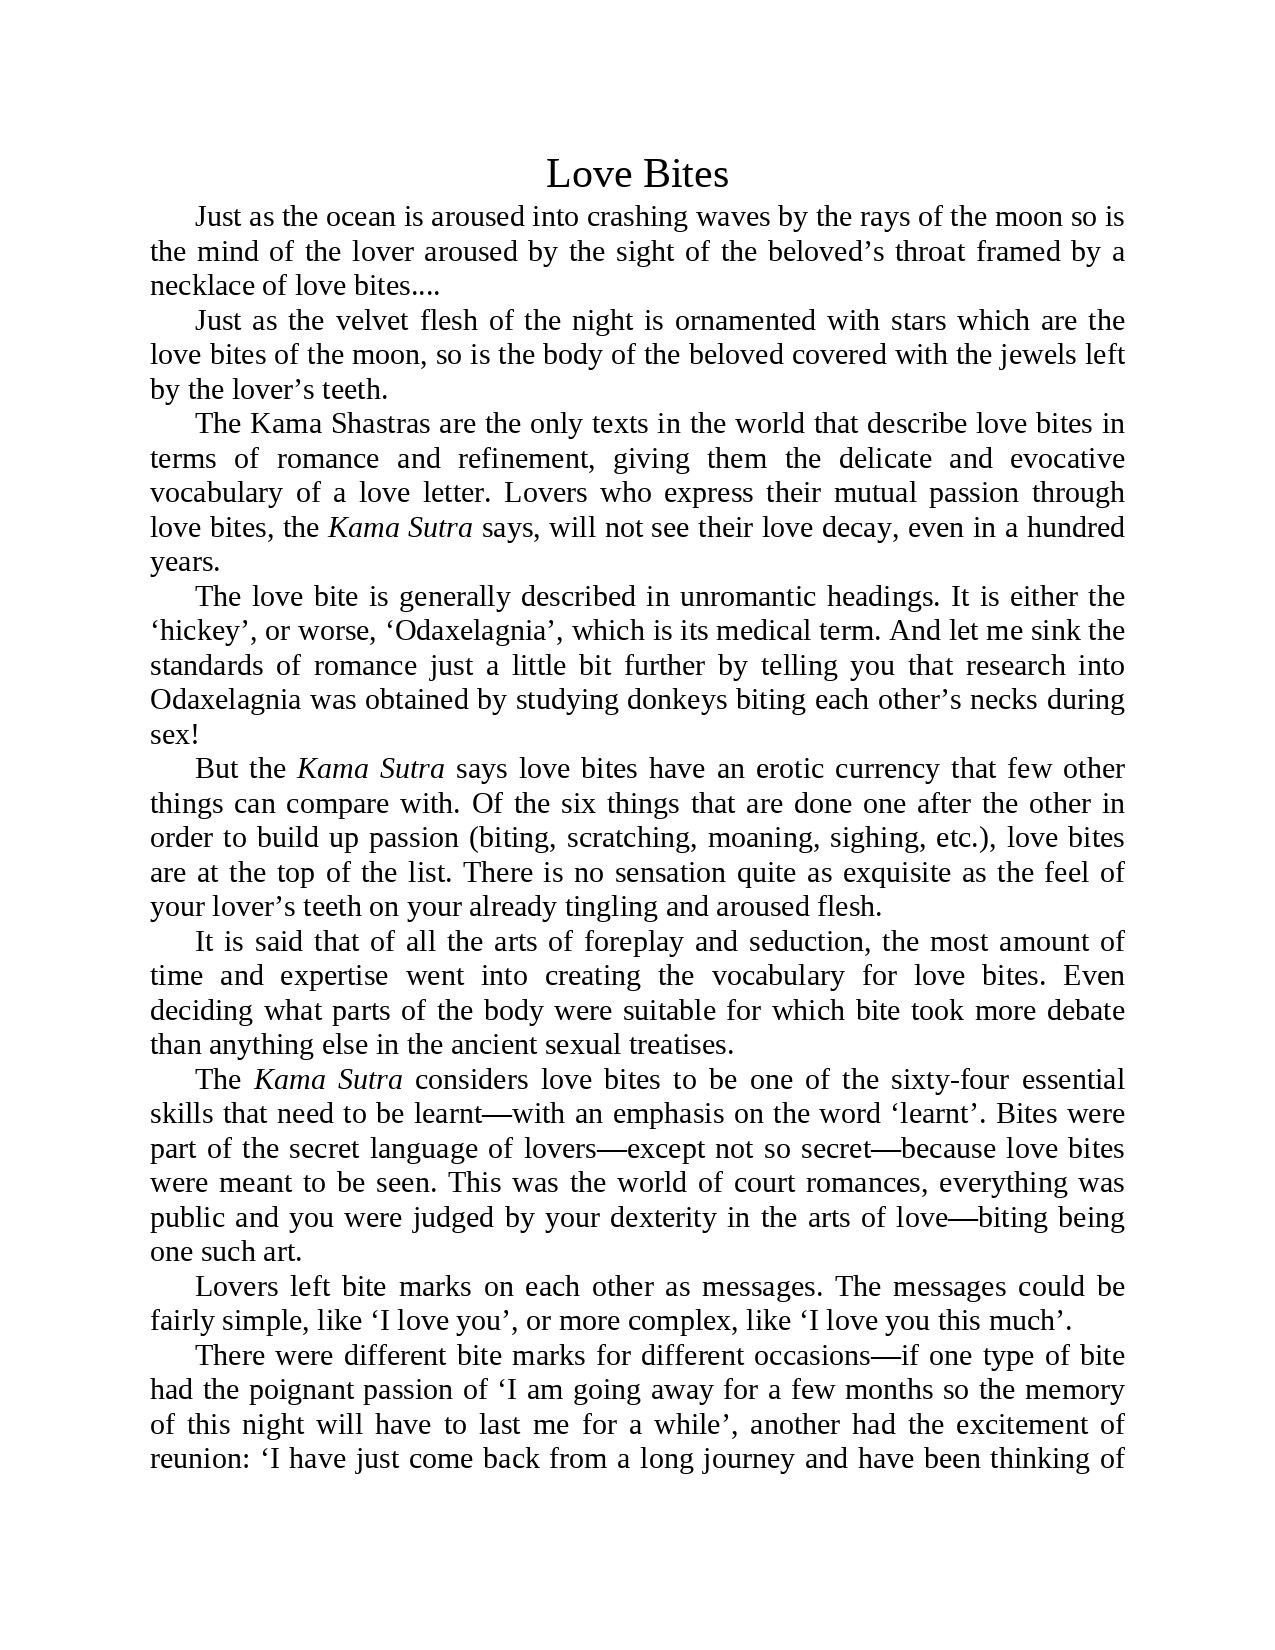 Love Bites
Just as the ocean is aroused into crashing waves by the rays of the moon so is
the mind of the lover aroused by the sight of the beloved’s throat framed by a
necklace of love bites....
Just as the velvet flesh of the night is ornamented with stars which are the
love bites of the moon, so is the body of the beloved covered with the jewels left
by the lover’s teeth.
The Kama Shastras are the only texts in the world that describe love bites in
terms of romance and refinement, giving them the delicate and evocative
vocabulary of a love letter. Lovers who express their mutual passion through
love bites, the Kama Sutra says, will not see their love decay, even in a hundred
years.
The love bite is generally described in unromantic headings. It is either the
‘hickey’, or worse, ‘Odaxelagnia’, which is its medical term. And let me sink the
standards of romance just a little bit further by telling you that research into
Odaxelagnia was obtained by studying donkeys biting each other’s necks during
sex!
But the Kama Sutra says love bites have an erotic currency that few other
things can compare with. Of the six things that are done one after the other in
order to build up passion (biting, scratching, moaning, sighing, etc.), love bites
are at the top of the list. There is no sensation quite as exquisite as the feel of
your lover’s teeth on your already tingling and aroused flesh.
It is said that of all the arts of foreplay and seduction, the most amount of
time and expertise went into creating the vocabulary for love bites. Even
deciding what parts of the body were suitable for which bite took more debate
than anything else in the ancient sexual treatises.
The Kama Sutra considers love bites to be one of the sixty-four essential
skills that need to be learnt—with an emphasis on the word ‘learnt’. Bites were
part of the secret language of lovers—except not so secret—because love bites
were meant to be seen. This was the world of court romances, everything was
public and you were judged by your dexterity in the arts of love—biting being
one such art.
Lovers left bite marks on each other as messages. The messages could be
fairly simple, like ‘I love you’, or more complex, like ‘I love you this much’.
There were different bite marks for different occasions—if one type of bite
had the poignant passion of ‘I am going away for a few months so the memory
of this night will have to last me for a while’, another had the excitement of
reunion: ‘I have just come back from a long journey and have been thinking of